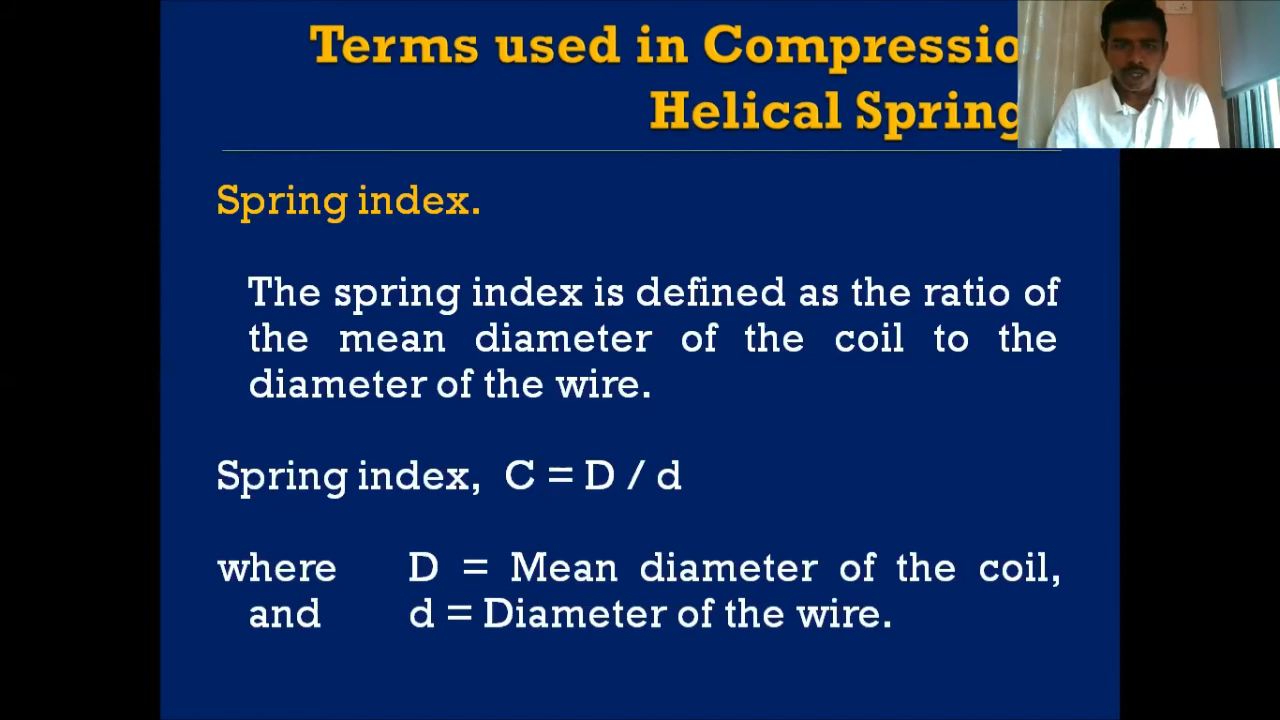 Terms used in Compressio
Helical Spring
Spring index.
The spring index is defined as the ratio of
the mean diameter of the coil to the
diameter of the wire.
Spring index, C = D / d
where D = Mean diameter of the coil,
and d = Diameter of the wire.